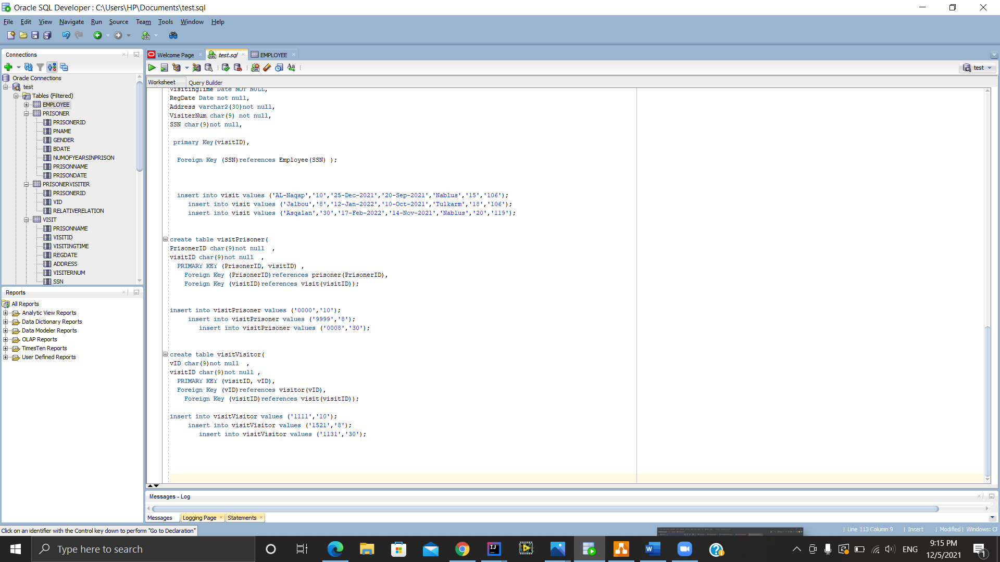 Oracle SQL Developer : C:\Users\HP\Documents\test.sql
File Edit View Navigate Run Source Team Tools Window Help
Connections
Oracle Connections
test
Tables (Filtered)
EMPLOYEE
PRISONER
PRISONERID
PNAME
GENDER
BDATE
NUMOFYEARSINPRISON
PRISONNAME
PRISONDATE
PRISONERVISITER
PRISONERID
VID
RELATIVERELATION
VISIT
PRISONNAME
VISITID
VISITINGTIME
REGDATE
ADDRESS
VISITERNUM
SSN
Reports
All Reports
Analytic View Reports
Data Dictionary Reports
Data Modeler Reports
OLAP Reports
TimesTen Reports
User Defined Reports
Welcome Page test.sql EMPLOYEE
Aa
test
Worksheet Query Builder
VisitingTime Date NOT NULL,
RegDate Date not null,
Address varchar2(30)not null,
VisiterNum char(9) not null,
SSN char(9)not null,
primary Key(visitID),
Foreign Key (SSN)references Employee(SSN) );
insert into visit values ('AL-Naqap','10','25-Dec-2021','20-Sep-2021','Nablus','15','106');
insert into visit values ('Jalbou','8','12-Jan-2022','10-Oct-2021','Tulkarm','18','106');
insert into visit values ('Asqalan','30','17-Feb-2022','14-Nov-2021','Nablus','20','119');
create table visitPrisoner(
PrisonerID char(9)not null  ,
visitID char(9)not null  ,
PRIMARY KEY (PrisonerID, visitID) ,
Foreign Key (PrisonerID)references prisoner(PrisonerID),
Foreign Key (visitID)references visit(visitID));
insert into visitPrisoner values ('0000','10');
insert into visitPrisoner values ('9999','8');
insert into visitPrisoner values ('0008','30');
create table visitVisitor(
vID char(9)not null  ,
visitID char(9)not null ,
PRIMARY KEY (visitID, vID),
Foreign Key (vID)references visitor(vID),
Foreign Key (visitID)references visit(visitID));
insert into visitVisitor values ('1111','10');
insert into visitVisitor values ('1521','8');
insert into visitVisitor values ('1131','30');
Messages - Log
Messages Logging Page Statements
Click on an identifier with the Control key down to perform "Go to Declaration"
Line 113 Column 9 Insert Modified Windows:
Type here to search
ENG
9:15 PM
12/5/2021
1